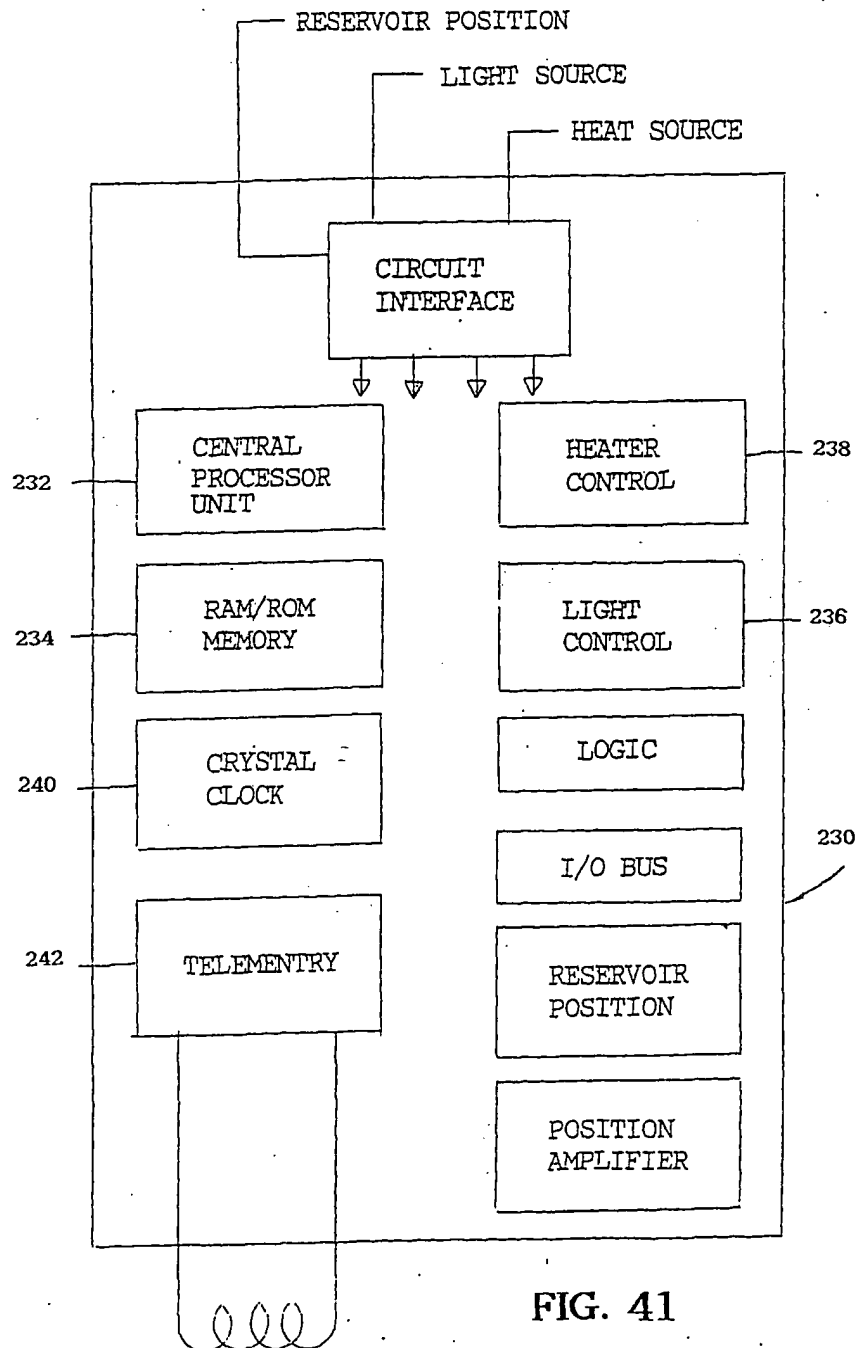 RESERVOIR POSITION
LIGHT SOURCE
HEAT SOURCE
CIRCUIT
INTERFACE
CENTRAL
PROCESSOR
UNIT
232
HEATER
CONTROL
238
RAM/ROM
MEMORY
234
LIGHT
CONTROL
236
CRYSTAL
CLOCK
240
LOGIC
I/O BUS
230
TELEMENTRY
242
RESERVOIR
POSITION
POSITION
AMPLIFIER
FIG. 41